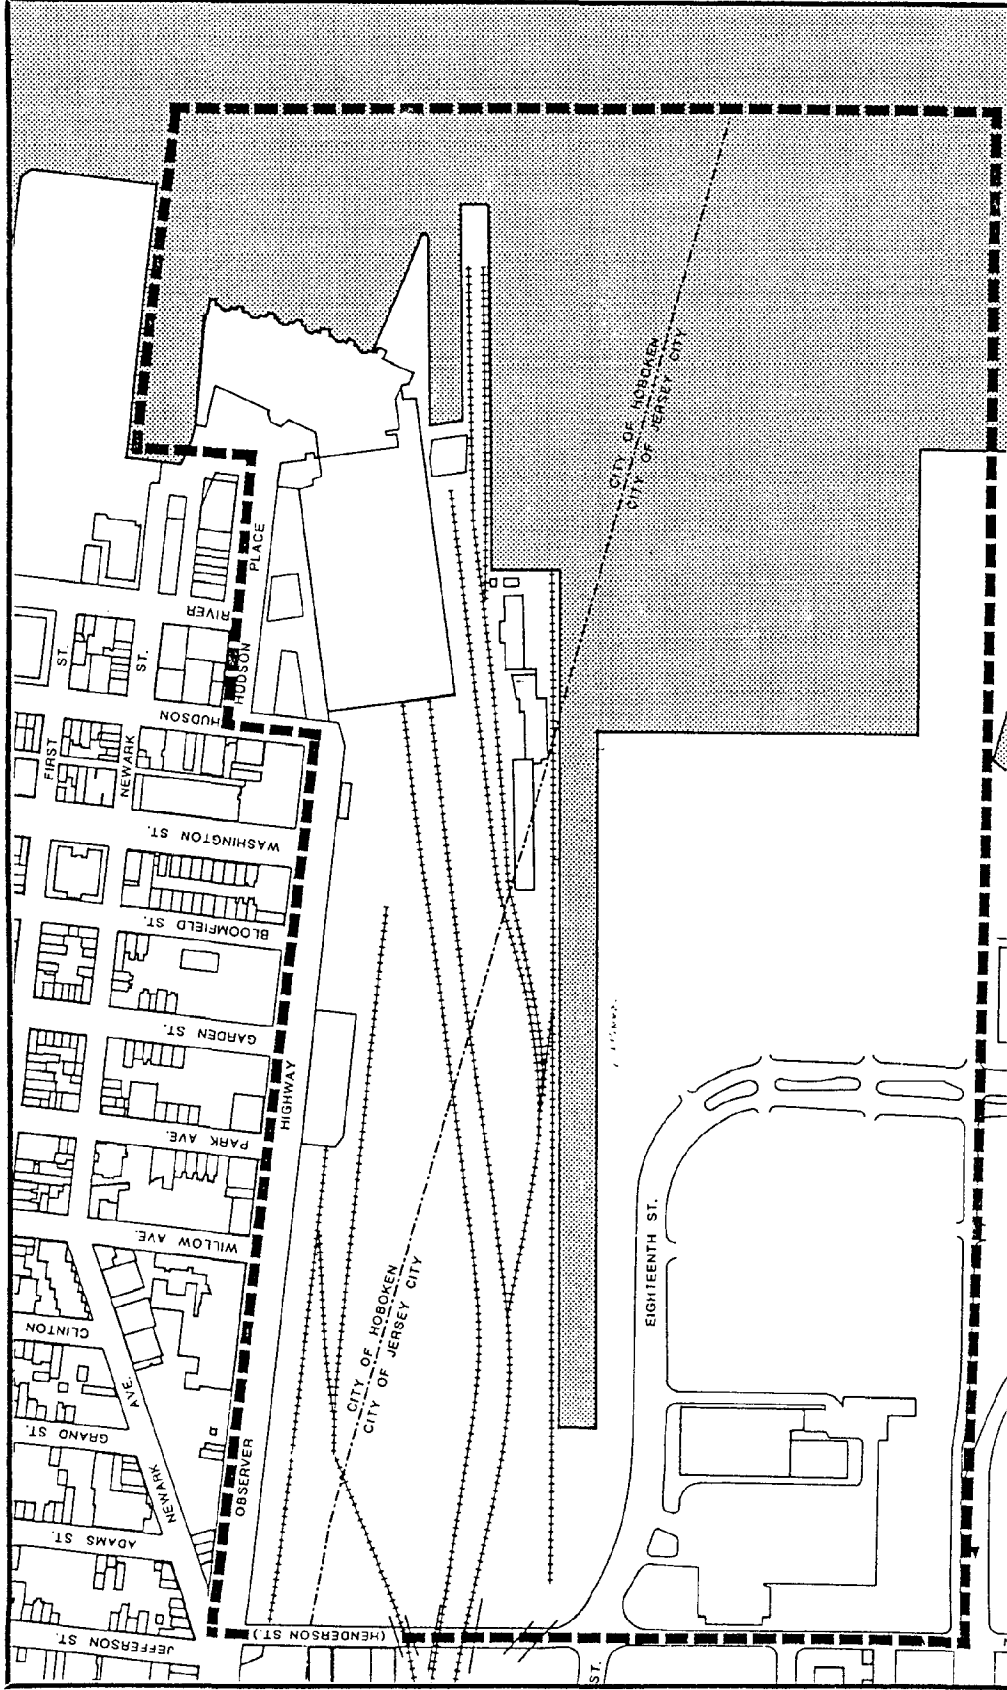 CITY OF HOBOKEN
CITY OF JERSEY CITY
PLACE
HUDSON
RIVER
ST.
ST.
HUDSON
FIRST
NEWARK
WASHINGTON ST.
BLOOMFIELD ST.
GARDEN ST.
HIGHWAY
PARK AVE.
WILLOW AVE.
EIGHTEENTH ST.
CITY OF HOBOKEN
CITY OF JERSEY CITY
CLINTON
AVE.
GRAND ST.
OBSERVER
NEWARK
ADAMS ST.
(HENDERSON ST.)
JEFFERSON ST.
ST.